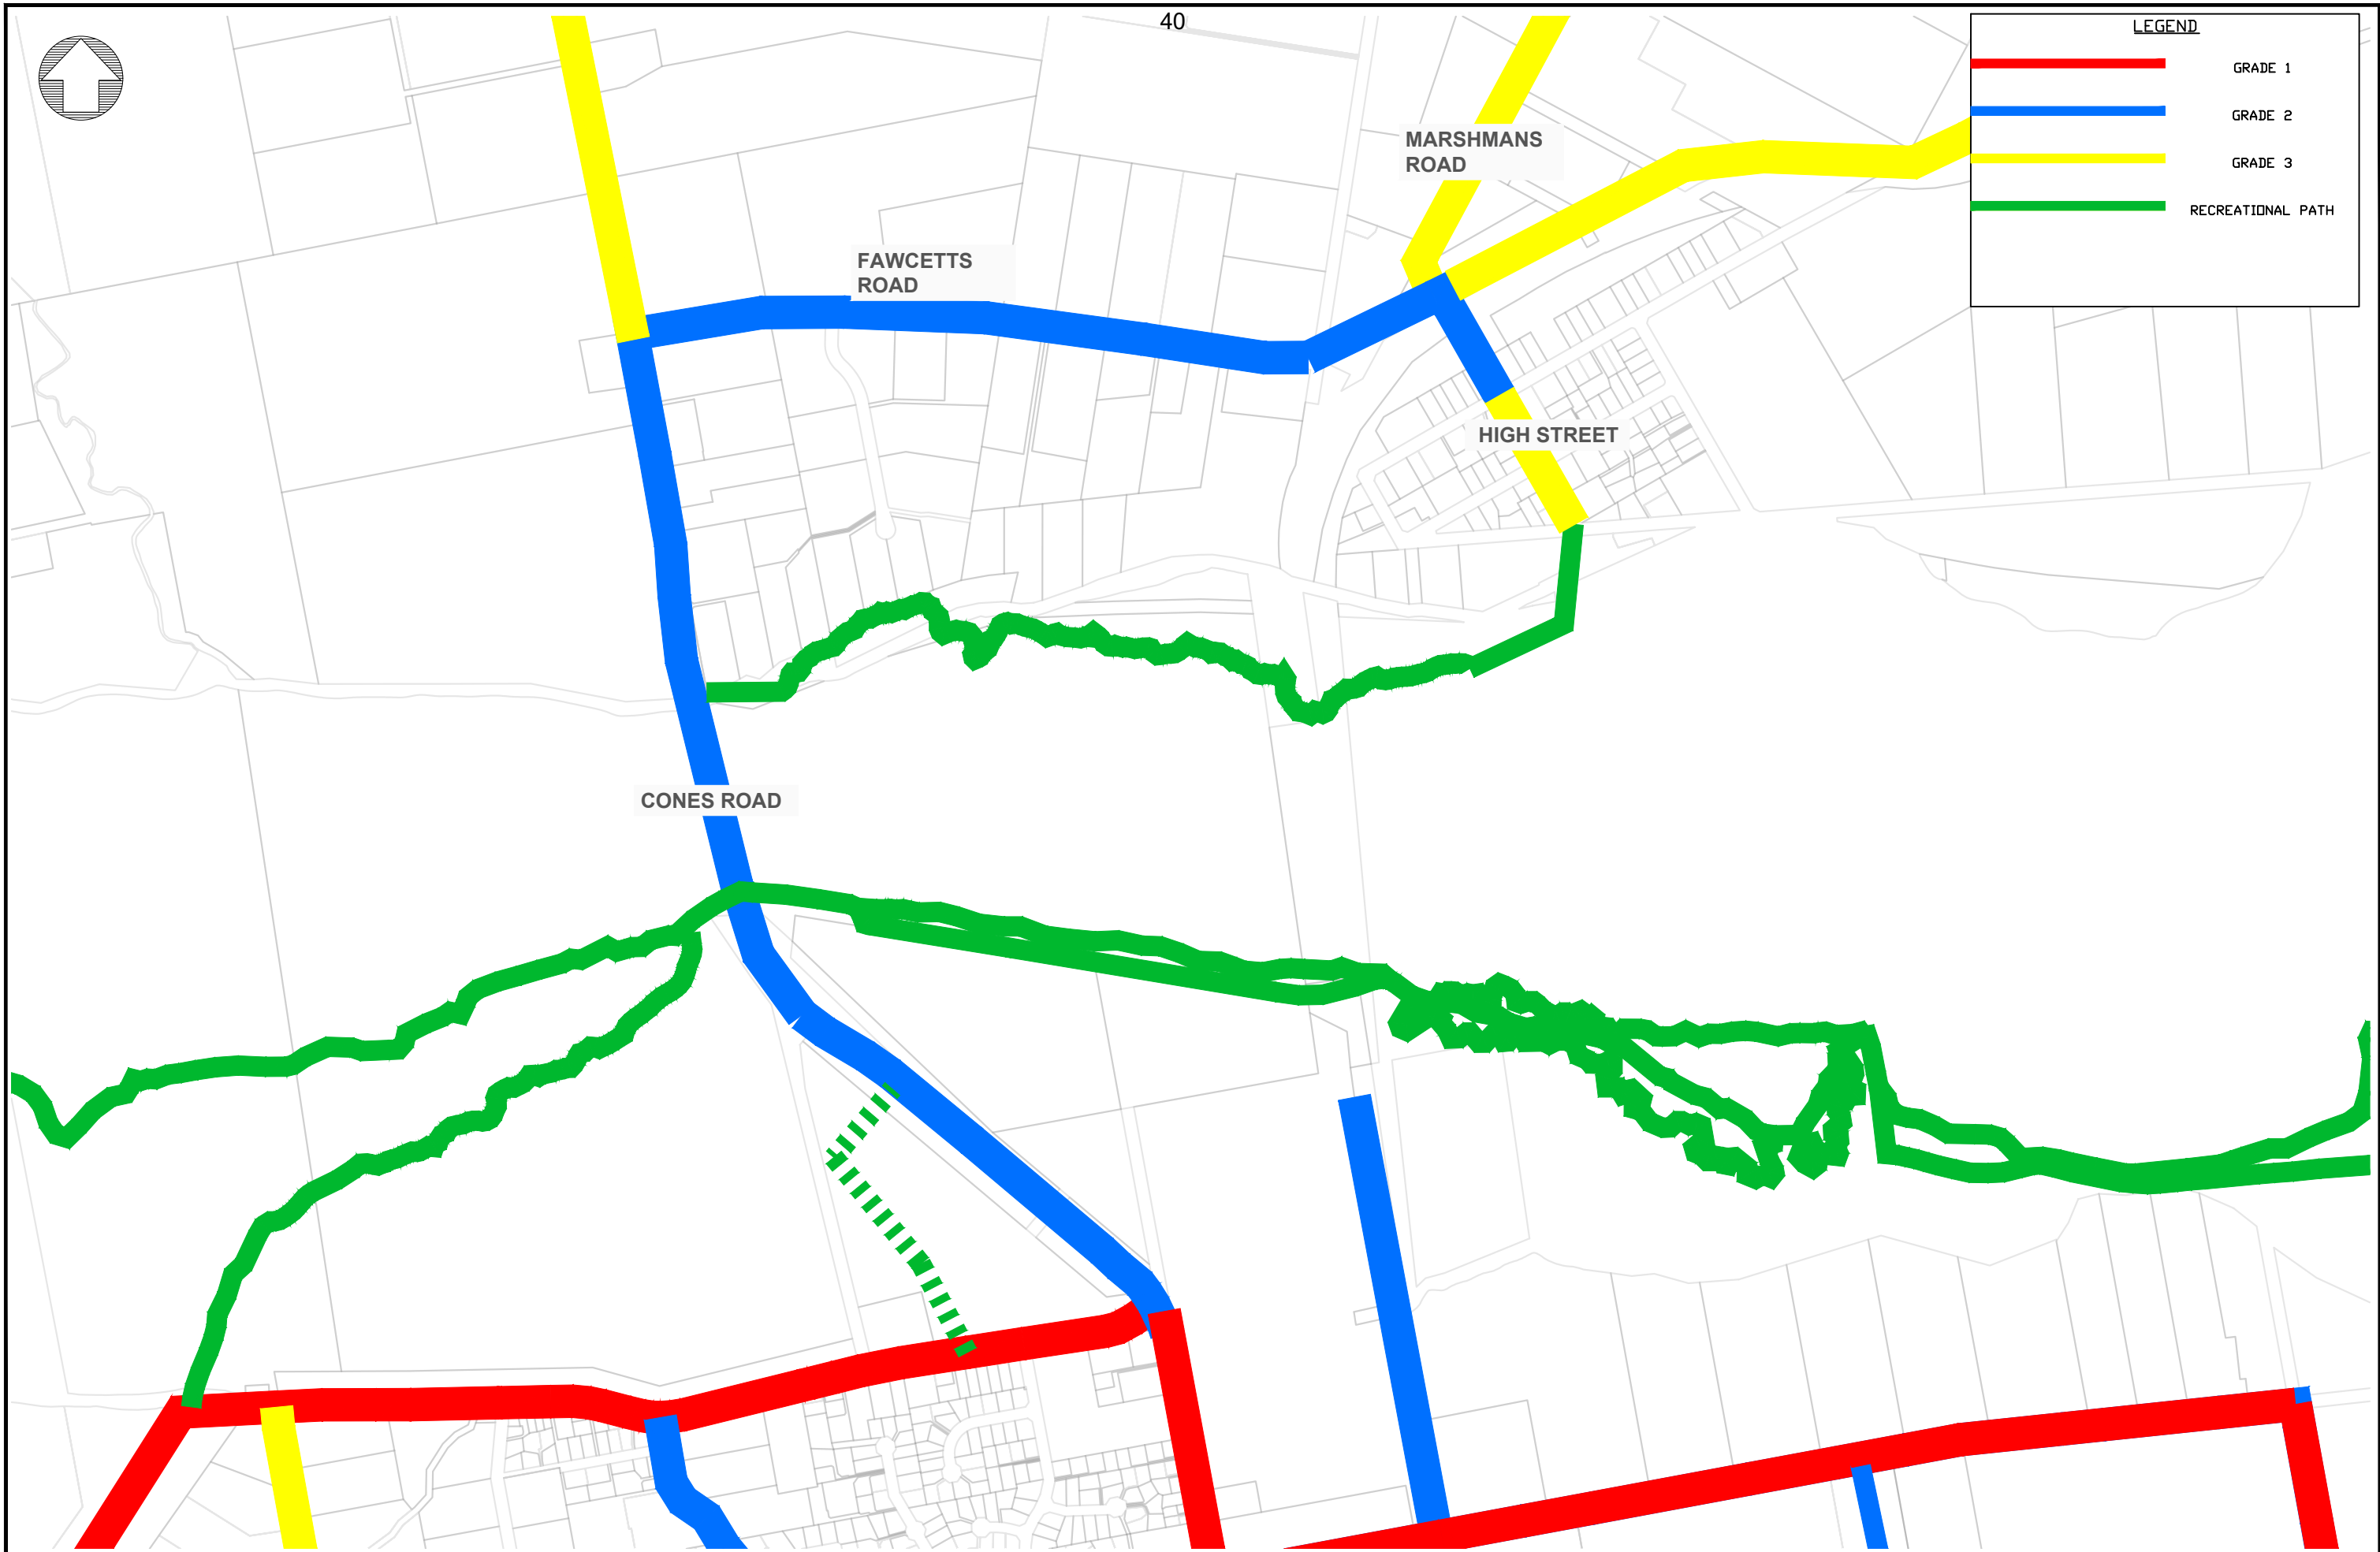 40
LEGEND
GRADE 1
GRADE 2
GRADE 3
RECREATIONAL PATH
MARSHMANS
ROAD
FAWCETTS
ROAD
HIGH STREET
CONES ROAD